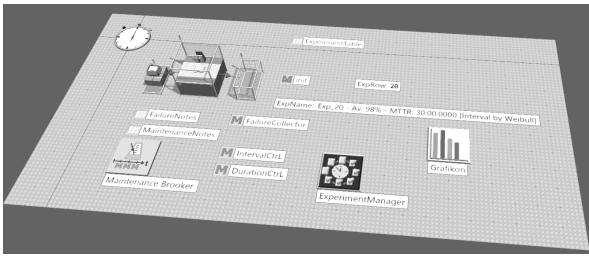 ExperimentTable
init
ExpRow: 20
ExpName: Exp_20 - Av: 98% - MTTR: 30:00.0000 [Interval by Weibull]
FailureNotes
FailureCollector
MaintenanceNotes
IntervalCtrL
DurationCtrL
Grafikon
Maintenance Brooker
ExperimentManager